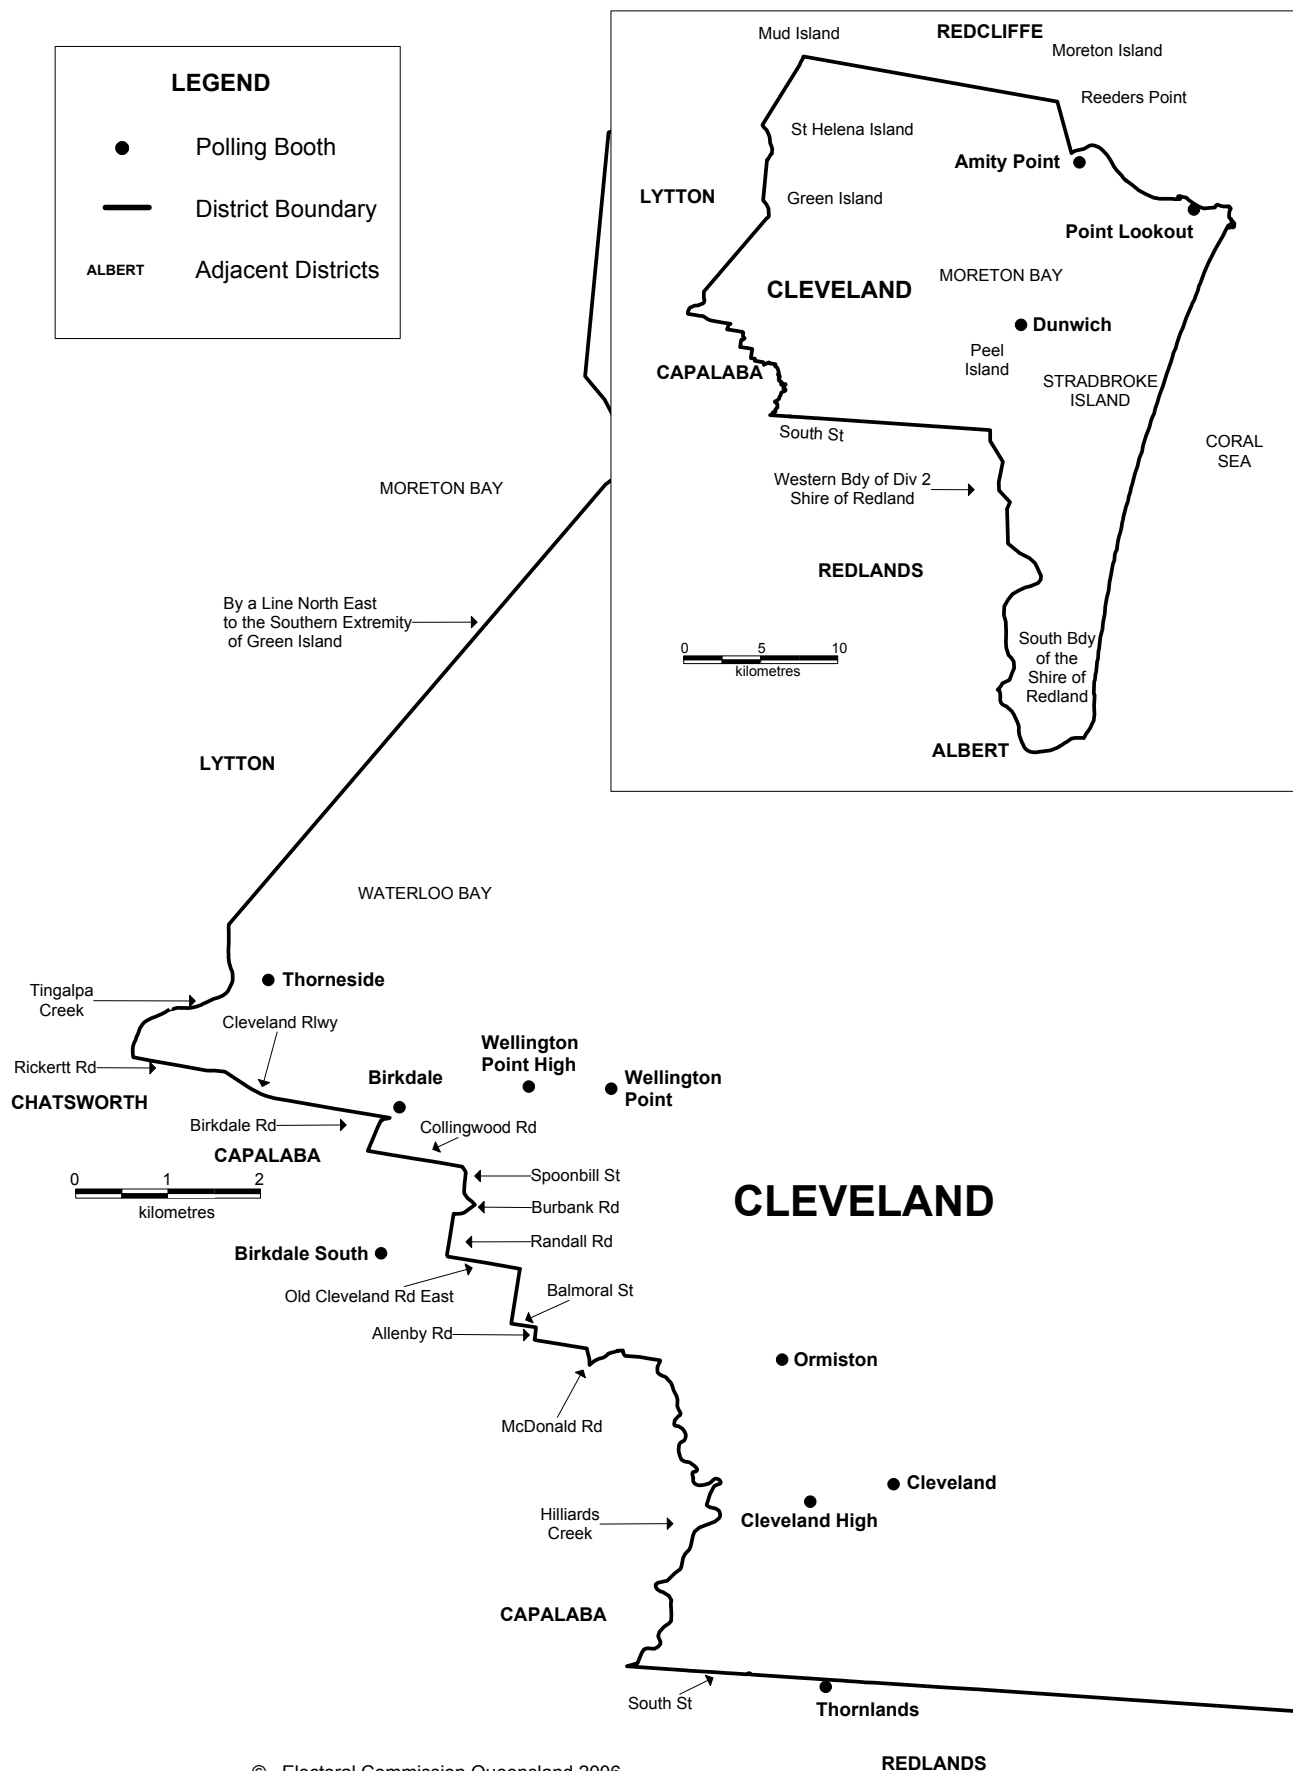 LEGEND
Polling Booth
District Boundary
ALBERT
Adjacent Districts
Mud Island
REDCLIFFE
Moreton Island
Reeders Point
St Helena Island
Amity Point
LYTTON
Green Island
Point Lookout
MORETON BAY
CLEVELAND
Dunwich
Peel
Island
CAPALABA
STRADBROKE
ISLAND
South St
CORAL
SEA
Western Bdy of Div 2
Shire of Redland
REDLANDS
0 5 10
kilometres
South Bdy
of the
Shire of
Redland
ALBERT
MORETON BAY
By a Line North East
to the Southern Extremity
of Green Island
LYTTON
WATERLOO BAY
Thorneside
Tingalpa
Creek
Cleveland Rlwy
Rickertt Rd
Wellington
Point High
Birkdale
Wellington
Point
CHATSWORTH
Birkdale Rd
Collingwood Rd
CAPALABA
0 1 2
kilometres
Spoonbill St
Burbank Rd
CLEVELAND
Randall Rd
Birkdale South
Old Cleveland Rd East
Balmoral St
Allenby Rd
Ormiston
McDonald Rd
Cleveland
Hilliards
Creek
Cleveland High
CAPALABA
South St
Thornlands
REDLANDS
© Electoral Commission Queensland 2006